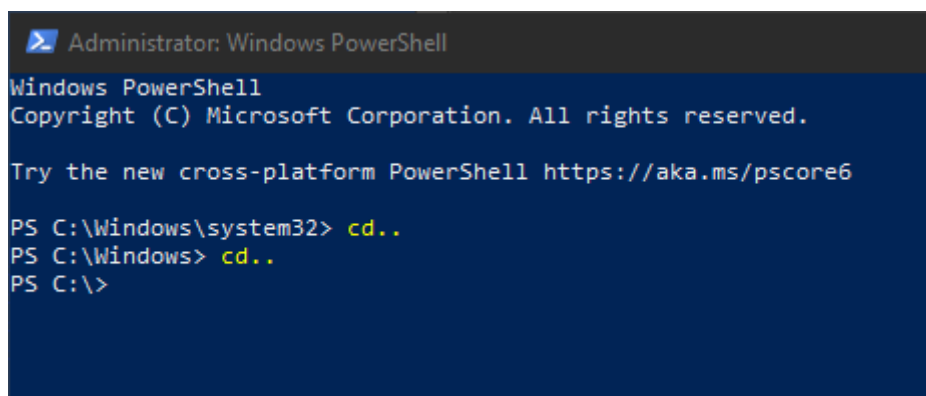 Administrator: Windows PowerShell
Windows PowerShell
Copyright (C) Microsoft Corporation. All rights reserved.
Try the new cross-platform PowerShell https://aka.ms/pscore6
PS C:\Windows\system32> cd..
PS C:\Windows> cd..
PS C:\>